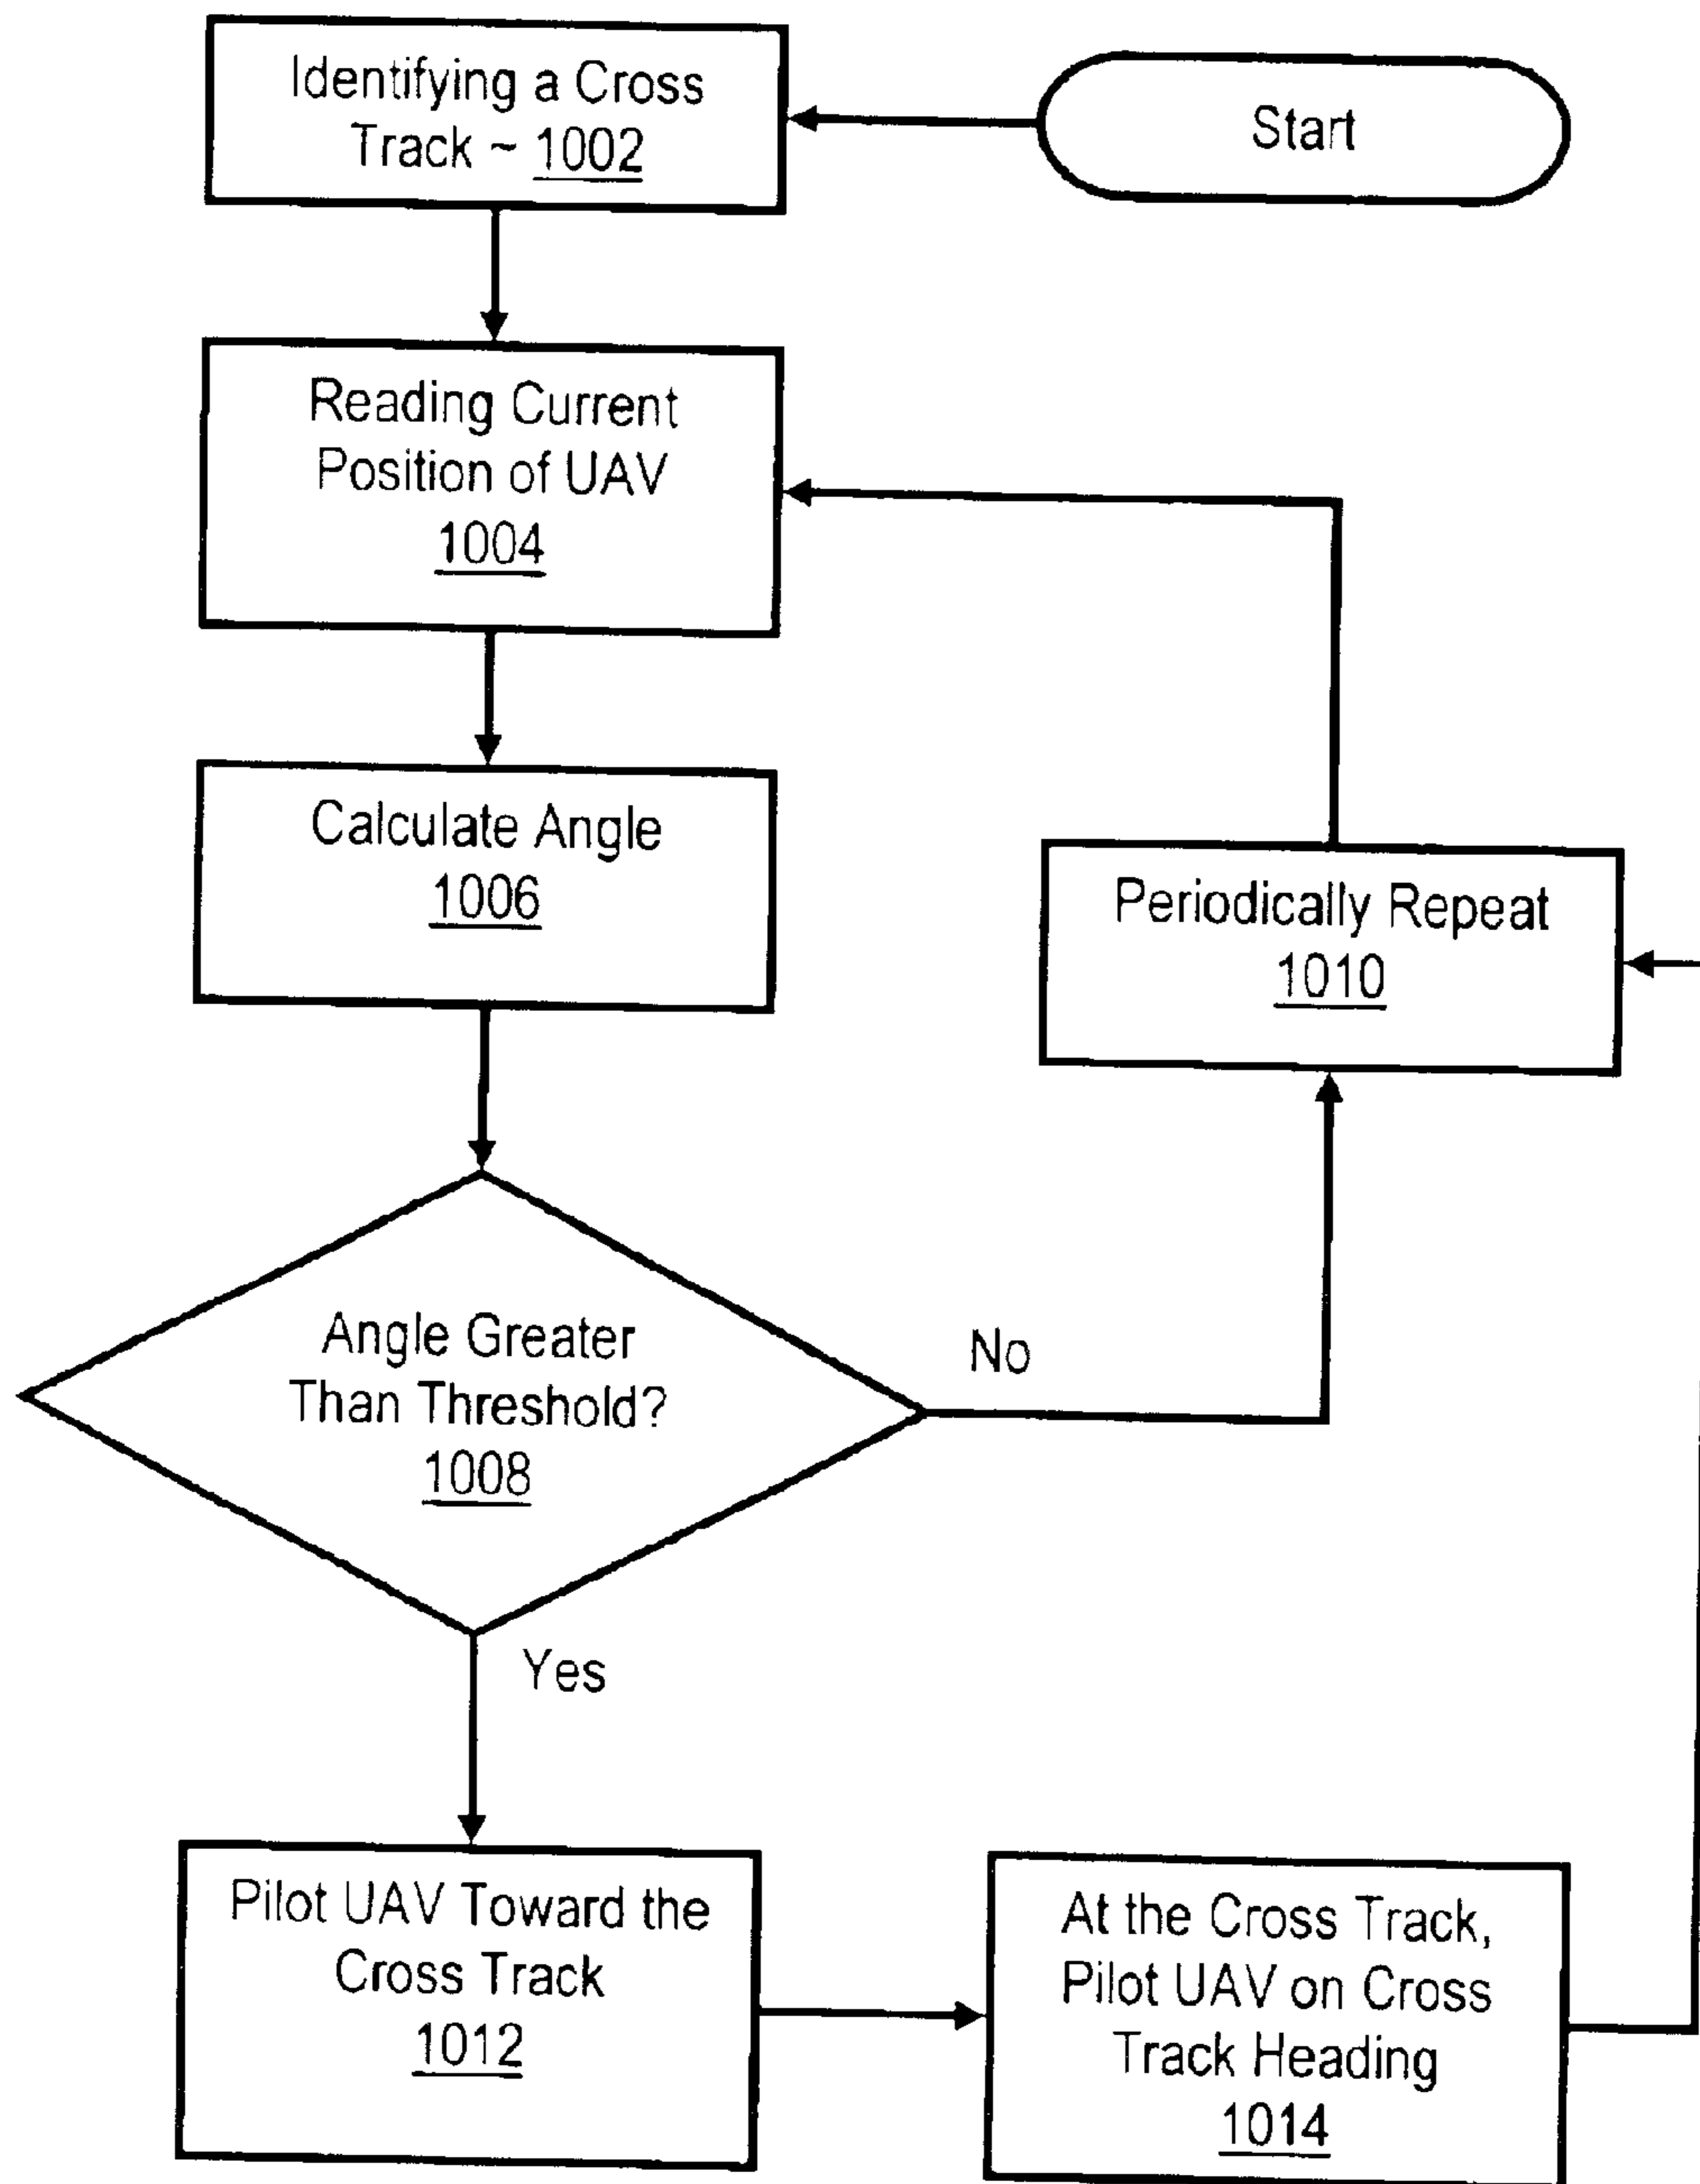 Start
Identifying a Cross
Track ~ 1002
Reading Current
Position of UAV
1004
Calculate Angle
1006
Periodically Repeat
1010
Angle Greater
Than Threshold?
1008
No
Yes
Pilot UAV Toward the
Cross Track
1012
At the Cross Track,
Pilot UAV on Cross
Track Heading
1014